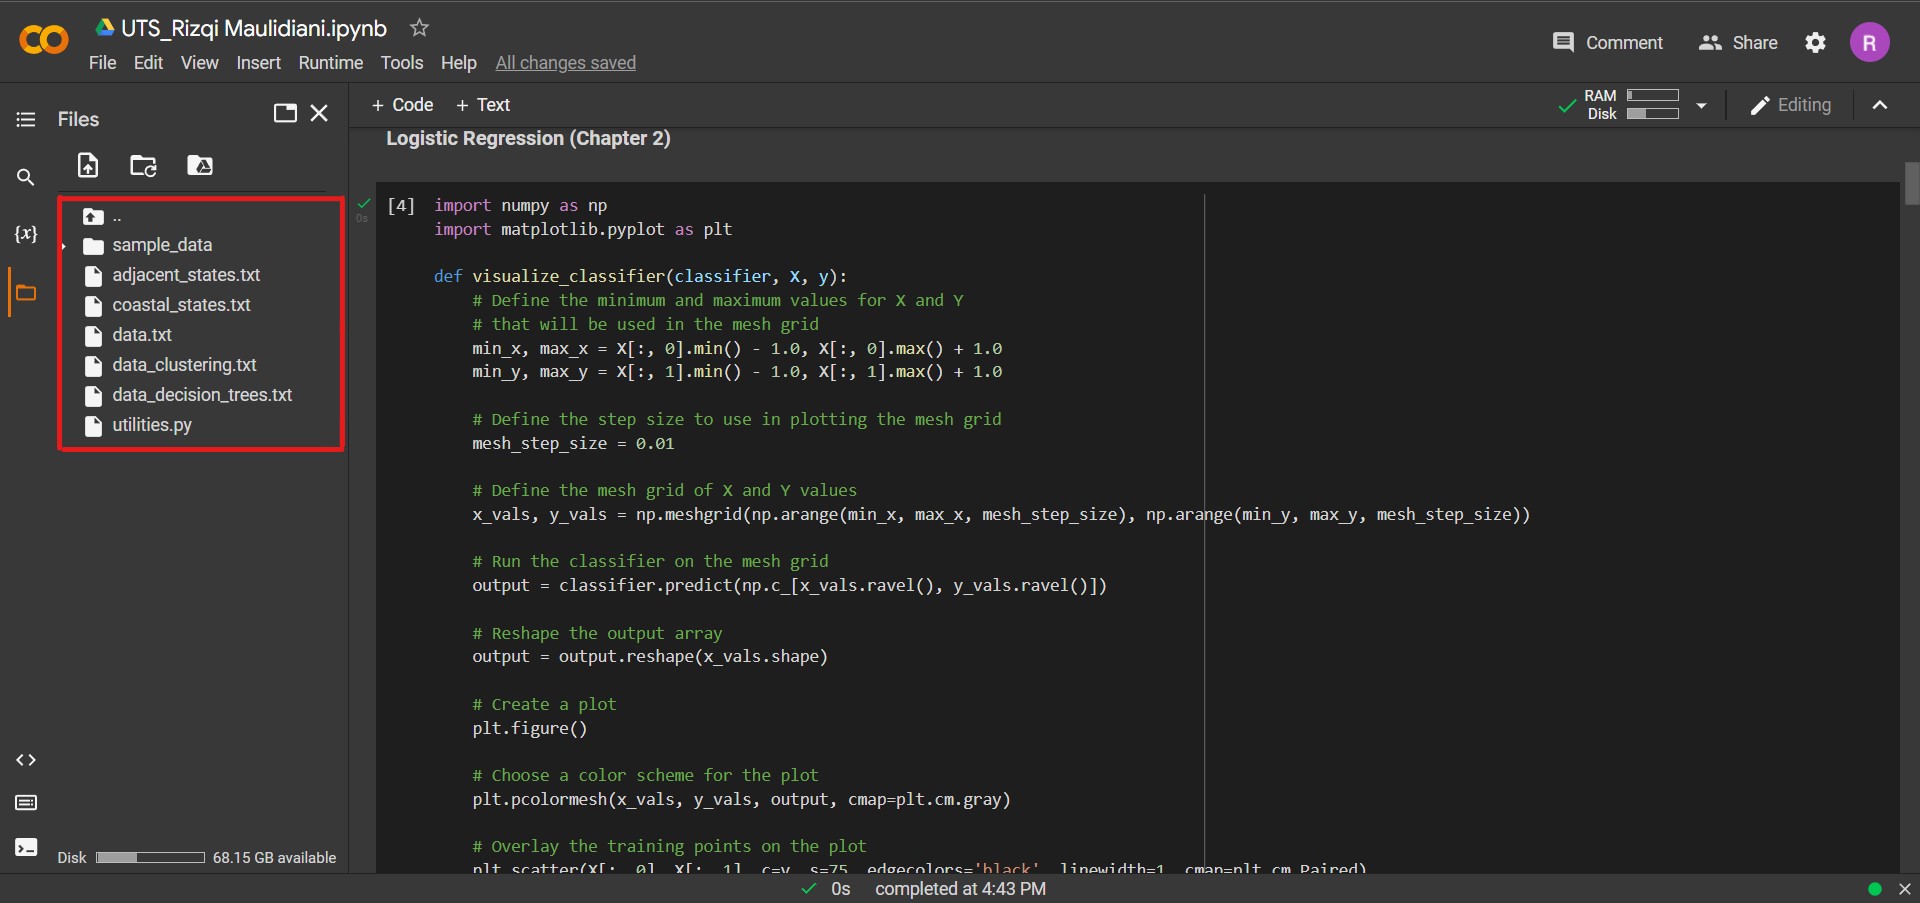 UTS_Rizqi Maulidiani.ipynb
File Edit View Insert Runtime Tools Help All changes saved
Comment Share R
Files
+ Code + Text
RAM
Disk
Editing
..
sample_data
adjacent_states.txt
coastal_states.txt
data.txt
data_clustering.txt
data_decision_trees.txt
utilities.py
{x}
Disk 68.15 GB available
Logistic Regression (Chapter 2)
0s
[4] import numpy as np
import matplotlib.pyplot as plt
def visualize_classifier(classifier, X, y):
# Define the minimum and maximum values for X and Y
# that will be used in the mesh grid
min_x, max_x = X[:, 0].min() - 1.0, X[:, 0].max() + 1.0
min_y, max_y = X[:, 1].min() - 1.0, X[:, 1].max() + 1.0
# Define the step size to use in plotting the mesh grid
mesh_step_size = 0.01
# Define the mesh grid of X and Y values
x_vals, y_vals = np.meshgrid(np.arange(min_x, max_x, mesh_step_size), np.arange(min_y, max_y, mesh_step_size))
# Run the classifier on the mesh grid
output = classifier.predict(np.c_[x_vals.ravel(), y_vals.ravel()])
# Reshape the output array
output = output.reshape(x_vals.shape)
# Create a plot
plt.figure()
# Choose a color scheme for the plot
plt.pcolormesh(x_vals, y_vals, output, cmap=plt.cm.gray)
# Overlay the training points on the plot
plt.scatter(X[:, 0], X[:, 1], c=y, s=75, edgecolors='black', linewidth=1, cmap=plt.cm.Paired)
0s completed at 4:43 PM